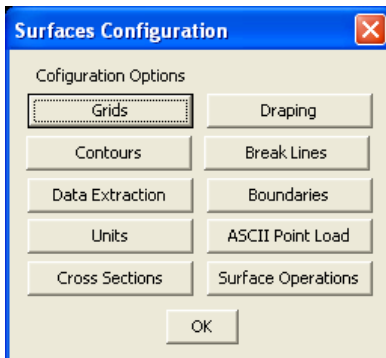 Surfaces Configuration
Cofiguration Options
Grids
Draping
Contours
Break Lines
Data Extraction
Boundaries
Units
ASCII Point Load
Cross Sections
Surface Operations
OK